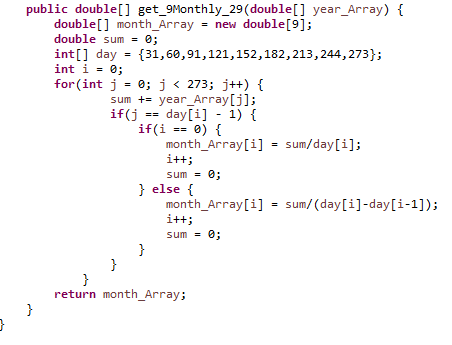 public double[] get_9Monthly_29(double[] year_Array) {
double[] month_Array = new double[9];
double sum = 0;
int[] day = {31,60,91,121,152,182,213,244,273};
int i = 0;
for(int j = 0; j < 273; j++) {
sum += year_Array[j];
if(j == day[i] - 1) {
if(i == 0) {
month_Array[i] = sum/day[i];
i++;
sum = 0;
} else {
month_Array[i] = sum/(day[i]-day[i-1]);
i++;
sum = 0;
}
}
}
return month_Array;
}
}